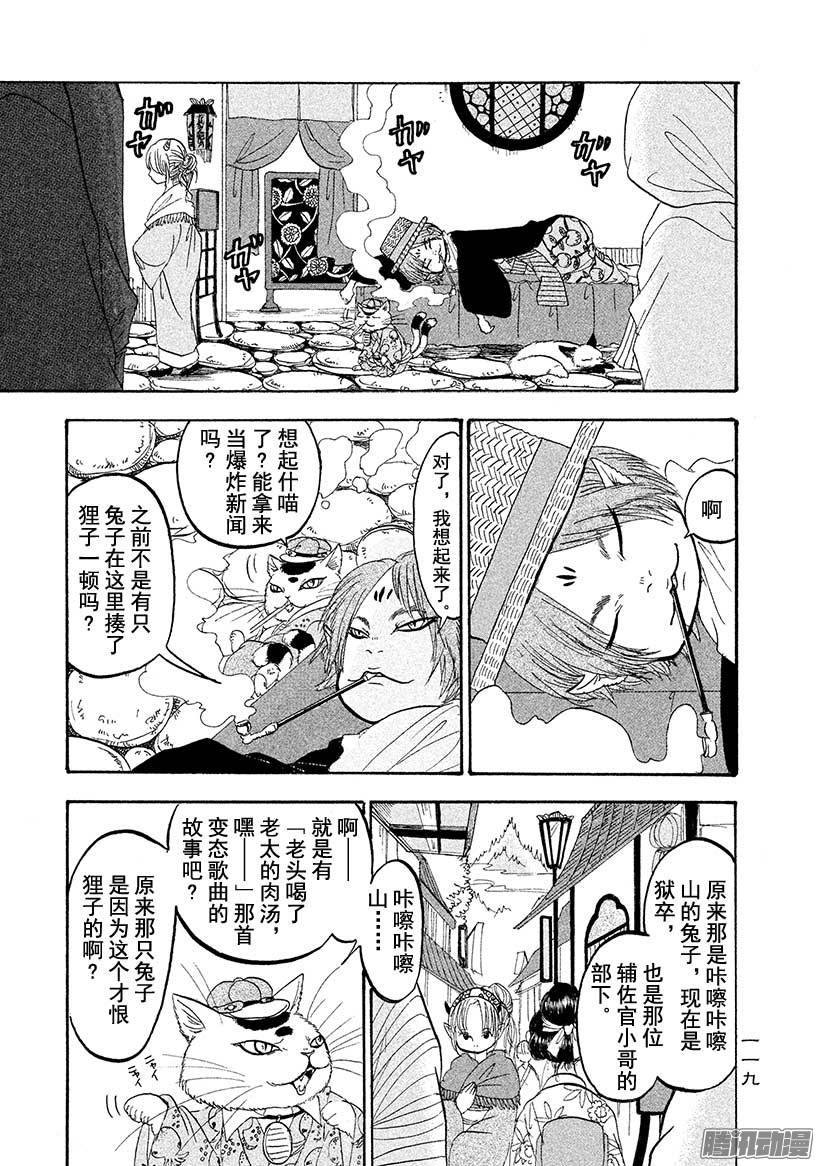 ガヤ
ガヤ
ガヤ
ガヤ
啊
对了，我想起来了。
想起什喵
了？能拿来
当爆炸新闻
吗？
之前不是有只
兔子在这里揍了
狸子一顿吗？
原来那是咔嚓咔嚓
山的兔子，现在是
狱卒，
也是那位
辅佐官小哥的
部下。
咔嚓咔嚓
山……
啊——
就是有
「老头喝了
老太的肉汤，
嘿——」那首
变态歌曲的
故事吧？
原来那只兔子
是因为这个才恨
狸子的啊？
一一九
腾讯动漫